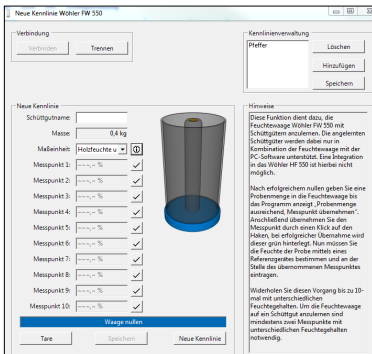 Neue Kennlinie Wöhler FW 550
Verbindung
Verbinden
Trennen
Kennlinienverwaltung
Pfeffer
Löschen
Hinzufügen
Speichern
Neue Kennlinie
Schüttgutname:
Masse: 0,4 kg
Maßeinheit: Holzfeuchte u
Messpunkt 1: ---,-- %
Messpunkt 2: ---,-- %
Messpunkt 3: ---,-- %
Messpunkt 4: ---,-- %
Messpunkt 5: ---,-- %
Messpunkt 6: ---,-- %
Messpunkt 7: ---,-- %
Messpunkt 8: ---,-- %
Messpunkt 9: ---,-- %
Messpunkt 10: ---,-- %
Waage nullen
Tare
Speichern
Neue Kennlinie
Hinweise
Diese Funktion dient dazu, die
Feuchtewaage Wöhler FW 550 mit
Schüttgütern anzulernen. Die angelernten
Schüttgüter werden dabei nur in
Kombination der Feuchtewaage mit der
PC-Software unterstützt. Eine Integration
in das Wöhler HF 550 ist hierbei nicht
möglich.
Nach erfolgreichem nullen geben Sie eine
Probenmenge in die Feuchtewaage bis
das Programm anzeigt „Probenmenge
ausreichend, Messpunkt übernehmen".
Anschließend übernehmen Sie den
Messpunkt durch einen Klick auf den
Haken, bei erfolgreicher Übernahme wird
dieser grün hinterlegt. Nun müssen Sie
die Feuchte der Probe mittels eines
Referenzgerätes bestimmen und an der
Stelle des übernommenen Messpunktes
eintragen.
Widerholen Sie diesen Vorgang bis zu 10-
mal mit unterschiedlichen
Feuchtegehalten. Um die Feuchtewaage
auf ein Schüttgut anzulernen sind
mindestens zwei Messpunkte mit
unterschiedlichen Feuchtegehalten
notwendig.